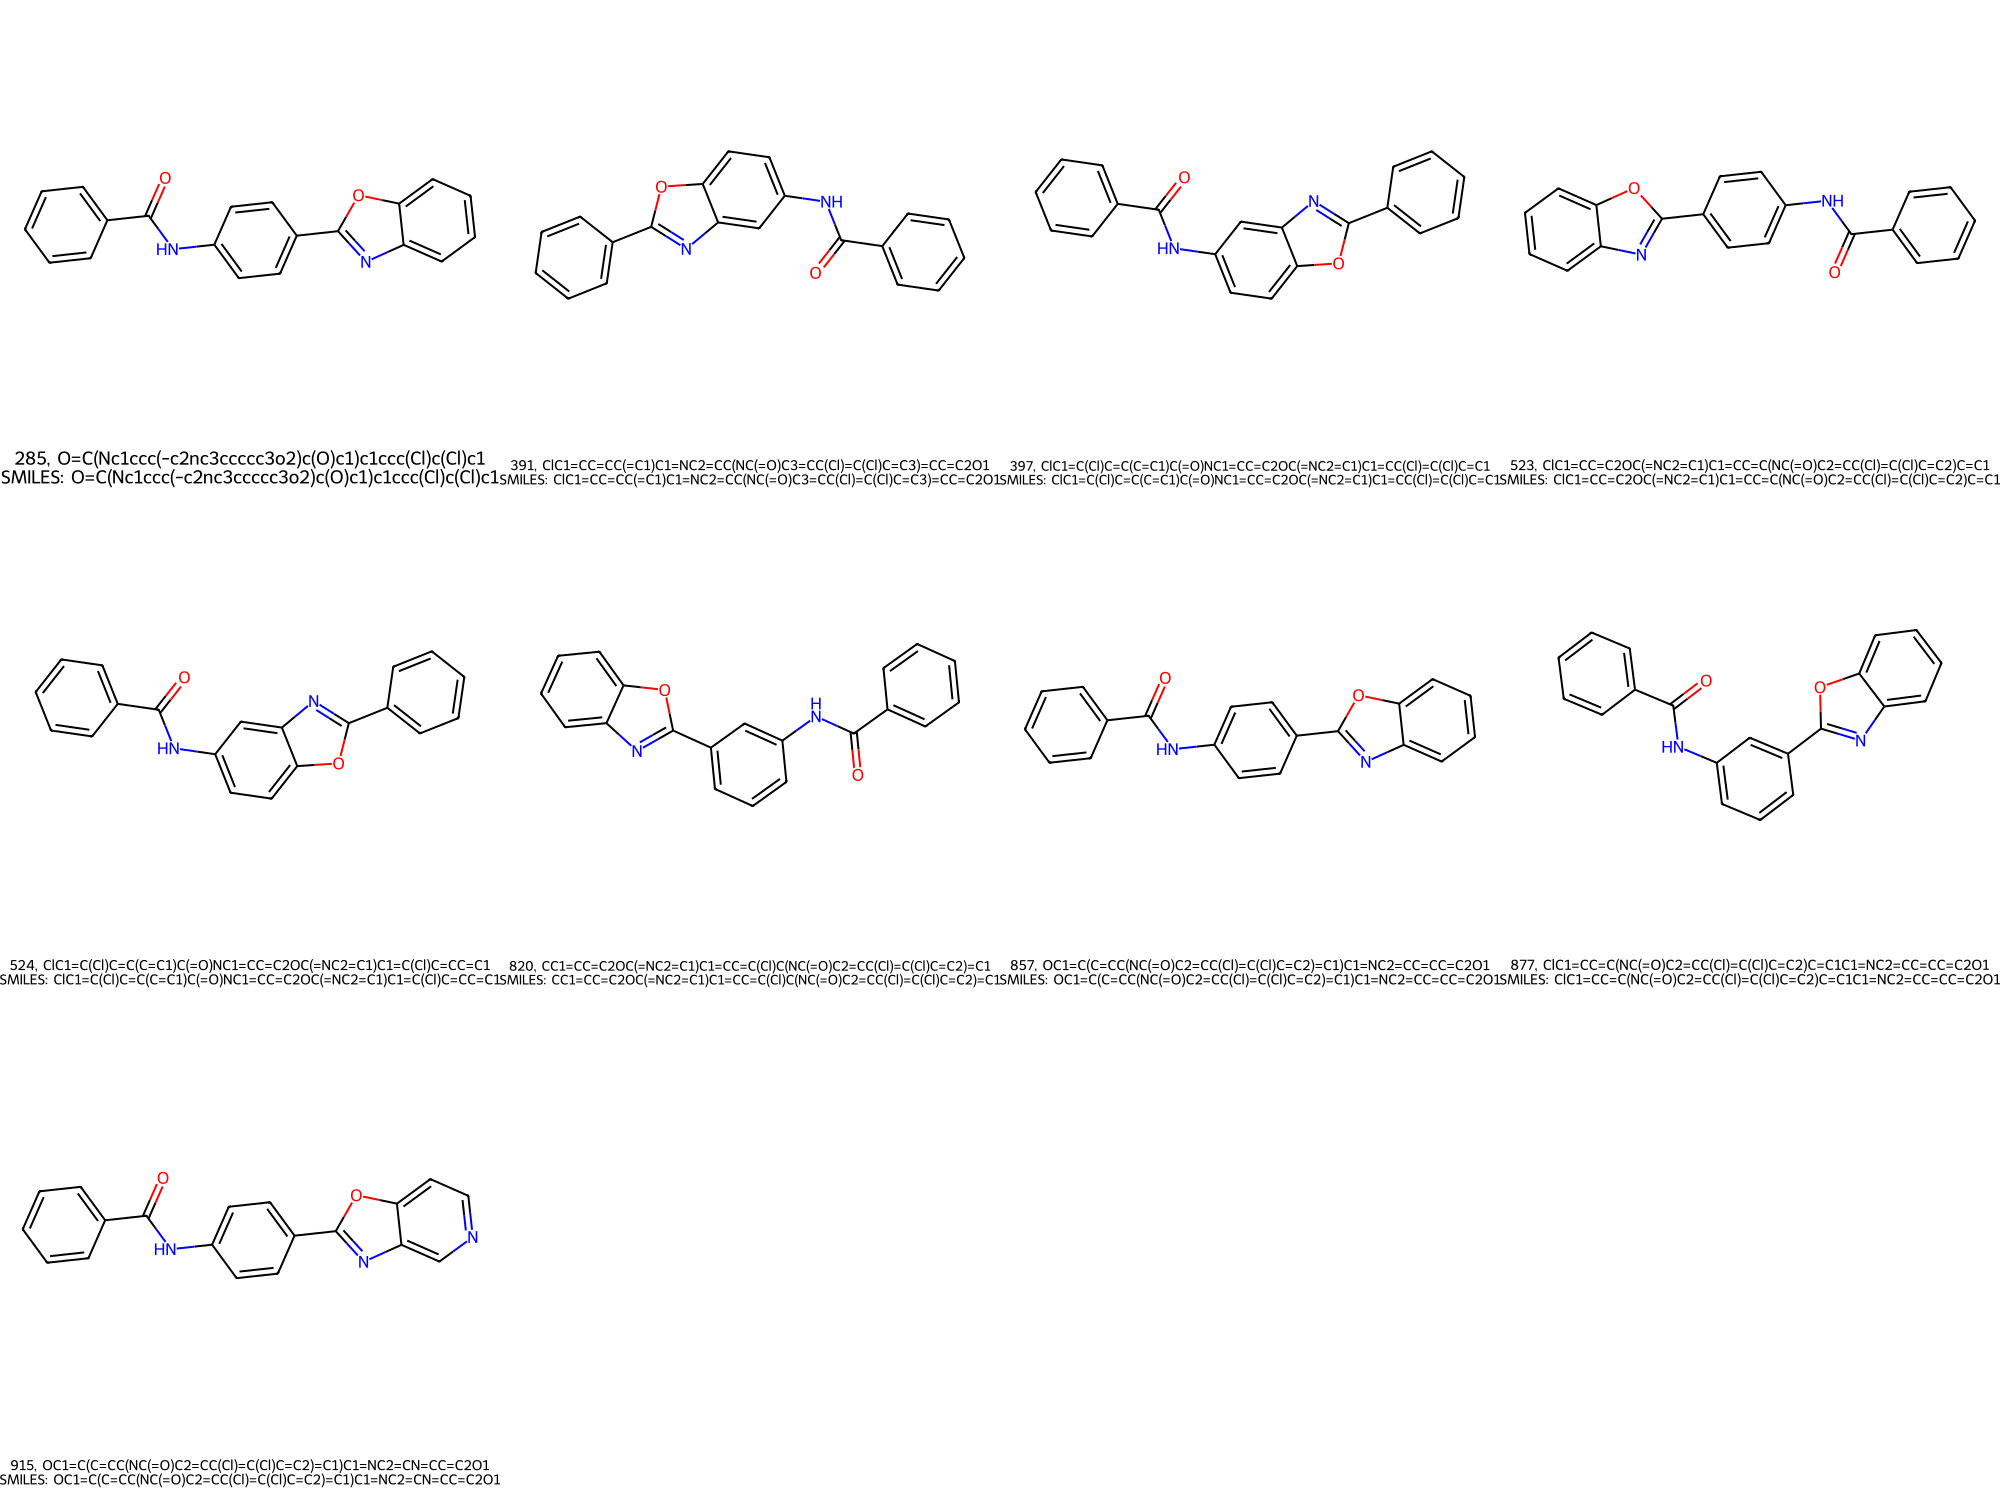 O
HN
O
N
O
N
NH
O
O
HN
N
O
O
N
NH
O
285, O=C(Nc1ccc(-c2nc3ccccc3o2)c(O)c1)c1ccc(Cl)c(Cl)c1
SMILES: O=C(Nc1ccc(-c2nc3ccccc3o2)c(O)c1)c1ccc(Cl)c(Cl)c1
391, ClC1=CC=CC(=C1)C1=NC2=CC(NC(=O)C3=CC(Cl)=C(Cl)C=C3)=CC=C2O1
SMILES: ClC1=CC=CC(=C1)C1=NC2=CC(NC(=O)C3=CC(Cl)=C(Cl)C=C3)=CC=C2O1
397, ClC1=C(Cl)C=C(C=C1)C(=O)NC1=CC=C2OC(=NC2=C1)C1=CC(Cl)=C(Cl)C=C1
SMILES: ClC1=C(Cl)C=C(C=C1)C(=O)NC1=CC=C2OC(=NC2=C1)C1=CC(Cl)=C(Cl)C=C1
523, ClC1=CC=C2OC(=NC2=C1)C1=CC=C(NC(=O)C2=CC(Cl)=C(Cl)C=C2)C=C1
SMILES: ClC1=CC=C2OC(=NC2=C1)C1=CC=C(NC(=O)C2=CC(Cl)=C(Cl)C=C2)C=C1
O
HN
N
O
O
N
H
N
O
O
HN
O
N
O
HN
O
N
524, ClC1=C(Cl)C=C(C=C1)C(=O)NC1=CC=C2OC(=NC2=C1)C1=C(Cl)C=CC=C1
SMILES: ClC1=C(Cl)C=C(C=C1)C(=O)NC1=CC=C2OC(=NC2=C1)C1=C(Cl)C=CC=C1
820, CC1=CC=C2OC(=NC2=C1)C1=CC=C(Cl)C(NC(=O)C2=CC(Cl)=C(Cl)C=C2)=C1
SMILES: CC1=CC=C2OC(=NC2=C1)C1=CC=C(Cl)C(NC(=O)C2=CC(Cl)=C(Cl)C=C2)=C1
857, OC1=C(C=CC(NC(=O)C2=CC(Cl)=C(Cl)C=C2)=C1)C1=NC2=CC=CC=C2O1
SMILES: OC1=C(C=CC(NC(=O)C2=CC(Cl)=C(Cl)C=C2)=C1)C1=NC2=CC=CC=C2O1
877, ClC1=CC=C(NC(=O)C2=CC(Cl)=C(Cl)C=C2)C=C1C1=NC2=CC=CC=C2O1
SMILES: ClC1=CC=C(NC(=O)C2=CC(Cl)=C(Cl)C=C2)C=C1C1=NC2=CC=CC=C2O1
O
HN
O
N
N
915, OC1=C(C=CC(NC(=O)C2=CC(Cl)=C(Cl)C=C2)=C1)C1=NC2=CN=CC=C2O1
SMILES: OC1=C(C=CC(NC(=O)C2=CC(Cl)=C(Cl)C=C2)=C1)C1=NC2=CN=CC=C2O1